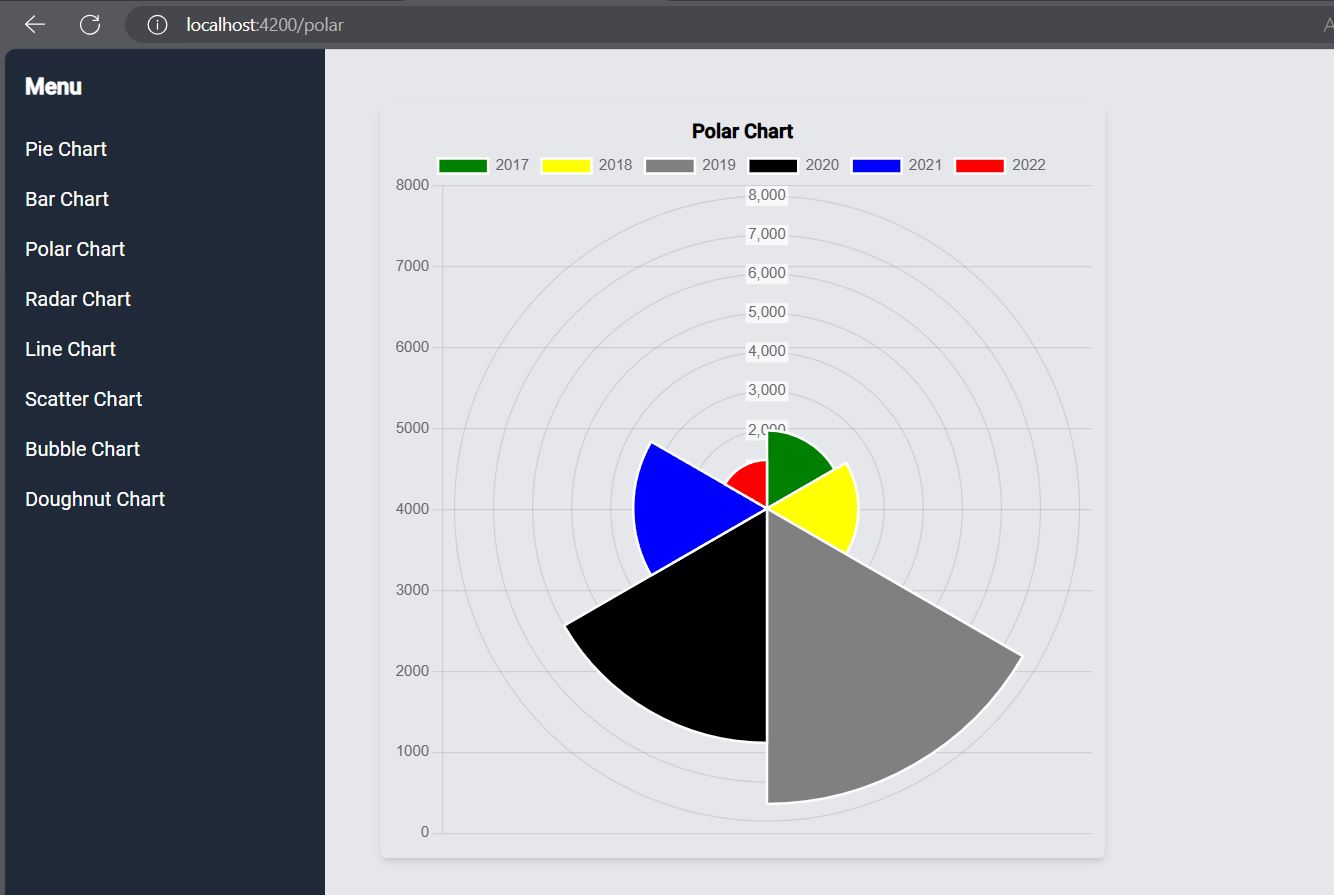 localhost:4200/polar
Menu
Pie Chart
Bar Chart
Polar Chart
Radar Chart
Line Chart
Scatter Chart
Bubble Chart
Doughnut Chart
Polar Chart
2017 2018 2019 2020 2021 2022
8000
7000
6000
5000
4000
3000
2000
1000
0
8,000
7,000
6,000
5,000
4,000
3,000
2,000